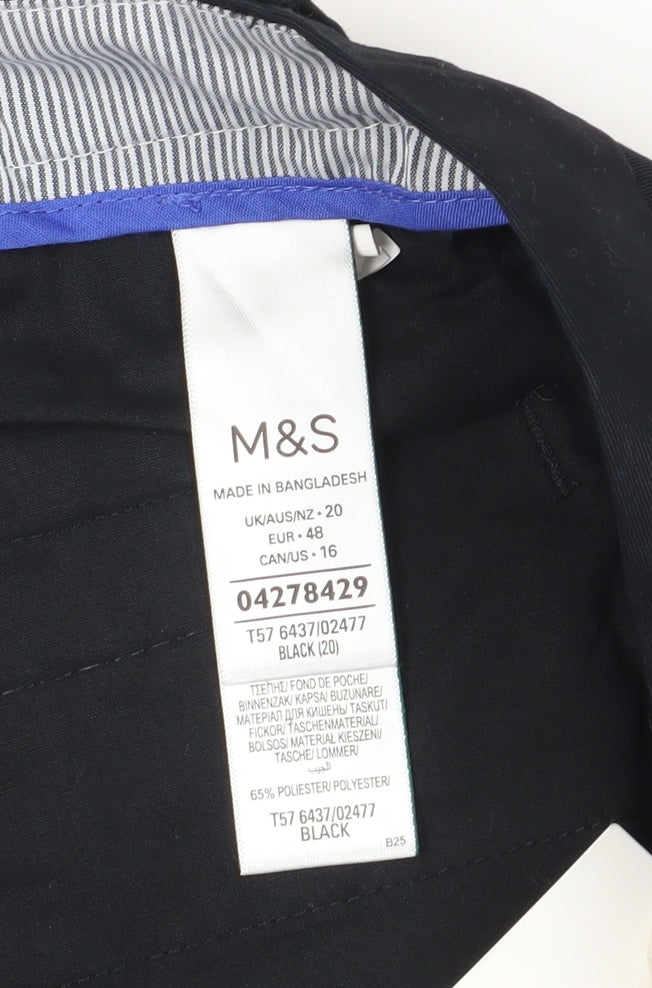 M&S
MADE IN BANGLADESH
UK/AUS/NZ • 20
EUR • 48
CAN/US • 16
04278429
T57 6437/02477
BLACK (20)
ΤΣΕΠΗΣ/ FOND DE POCHE/
BINNENZAK/ KAPSA/ BUZUNARE/
МАТЕРІАЛ ДЛЯ КИШЕНЬ/ TASKUT/
FICKOR/ TASCHENMATERIAL/
BOLSOS/ MATERIAŁ KIESZENI/
TASCHE/ LOMMER/
الجيب
65% POLIESTER/ POLYESTER/
T57 6437/02477
BLACK
B25